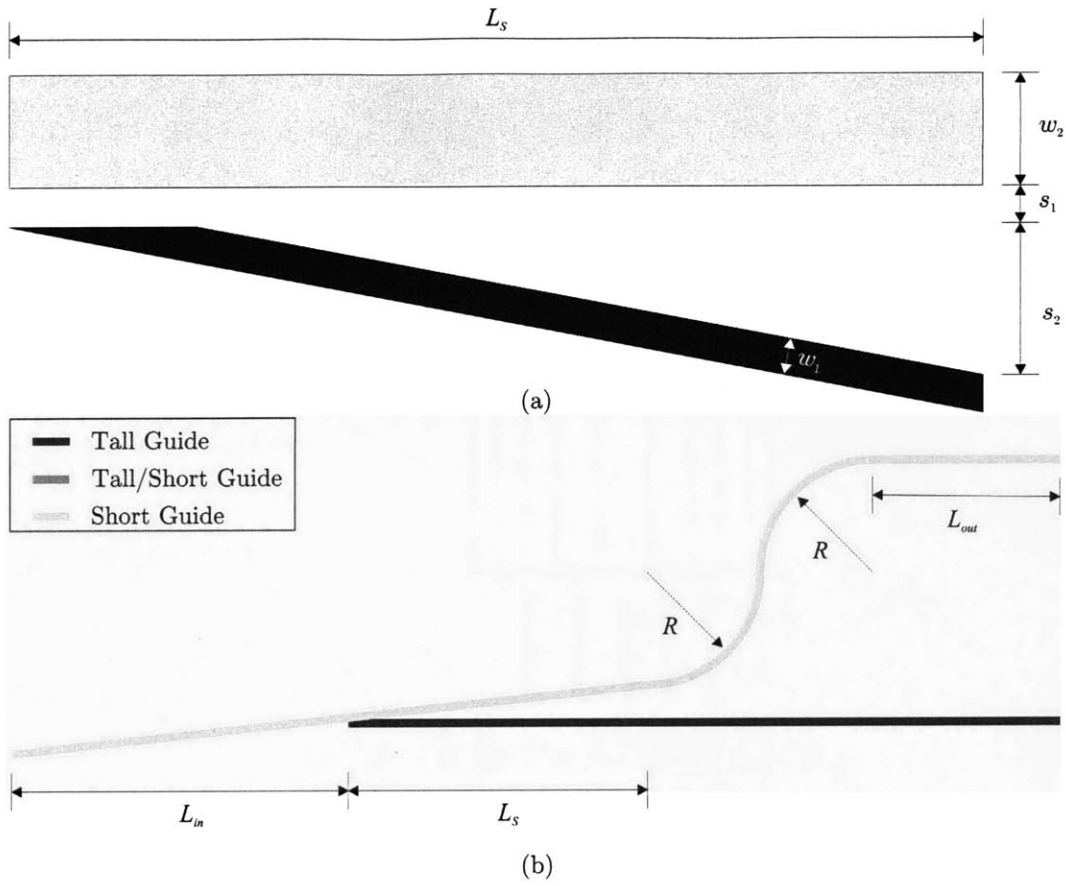 L_S
w_2
s_1
s_2
w_1
(a)
Tall Guide
Tall/Short Guide
Short Guide
L_out
R
R
L_in
L_S
(b)